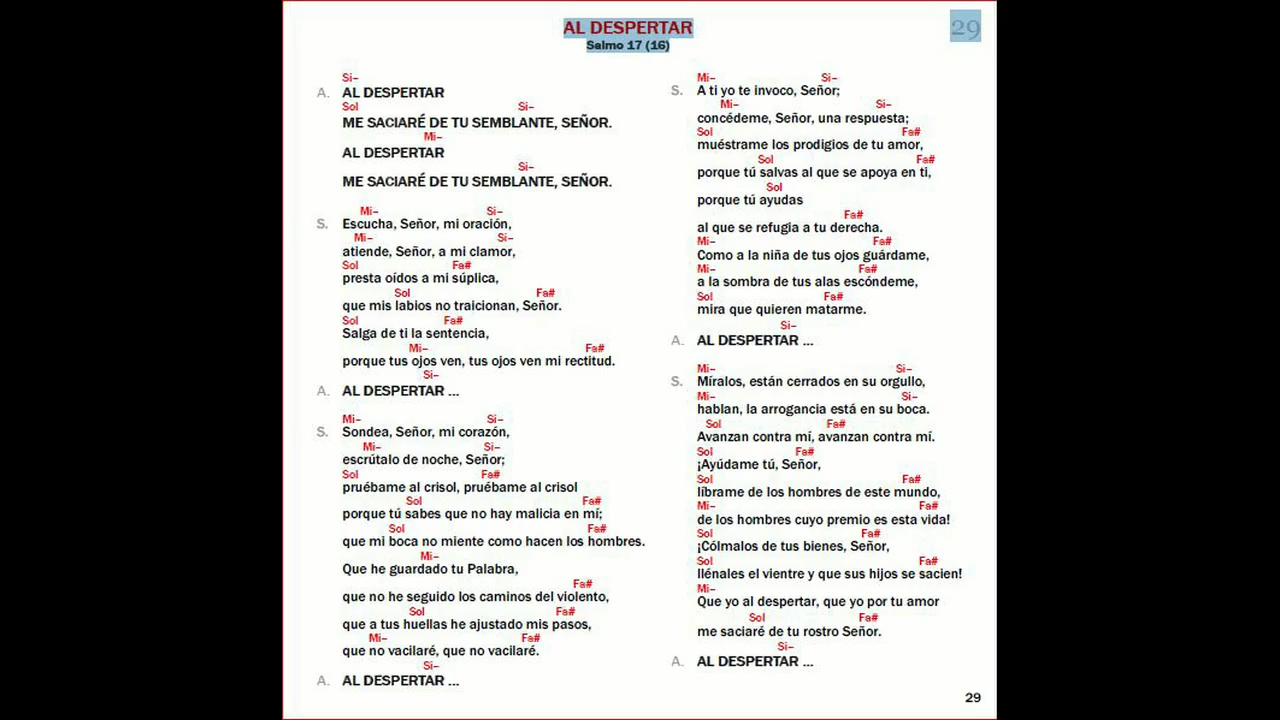 AL DESPERTAR
29
Salmo 17 (16)
Si–
A. AL DESPERTAR
Sol Si–
ME SACIARÉ DE TU SEMBLANTE, SEÑOR.
Mi–
AL DESPERTAR
Si–
ME SACIARÉ DE TU SEMBLANTE, SEÑOR.
Mi– Si–
S. Escucha, Señor, mi oración,
Mi– Si–
atiende, Señor, a mi clamor,
Sol Fa#
presta oídos a mi súplica,
Sol Fa#
que mis labios no traicionan, Señor.
Sol Fa#
Salga de ti la sentencia,
Mi– Fa#
porque tus ojos ven, tus ojos ven mi rectitud.
Si–
A. AL DESPERTAR ...
Mi– Si–
S. Sondea, Señor, mi corazón,
Mi– Si–
escrútalo de noche, Señor;
Sol Fa#
pruébame al crisol, pruébame al crisol
Sol Fa#
porque tú sabes que no hay malicia en mí;
Sol Fa#
que mi boca no miente como hacen los hombres.
Mi–
Que he guardado tu Palabra,
Fa#
que no he seguido los caminos del violento,
Sol Fa#
que a tus huellas he ajustado mis pasos,
Mi– Fa#
que no vacilaré, que no vacilaré.
Si–
A. AL DESPERTAR ...
Mi– Si–
S. A ti yo te invoco, Señor;
Mi– Si–
concédeme, Señor, una respuesta;
Sol Fa#
muéstrame los prodigios de tu amor,
Sol Fa#
porque tú salvas al que se apoya en ti,
Sol
porque tú ayudas
Fa#
al que se refugia a tu derecha.
Mi– Fa#
Como a la niña de tus ojos guárdame,
Mi– Fa#
a la sombra de tus alas escóndeme,
Sol Fa#
mira que quieren matarme.
Si–
A. AL DESPERTAR ...
Mi– Si–
S. Míralos, están cerrados en su orgullo,
Mi– Si–
hablan, la arrogancia está en su boca.
Sol Fa#
Avanzan contra mí, avanzan contra mí.
Sol Fa#
¡Ayúdame tú, Señor,
Sol Fa#
líbrame de los hombres de este mundo,
Mi– Fa#
de los hombres cuyo premio es esta vida!
Sol Fa#
¡Cólmalos de tus bienes, Señor,
Sol Fa#
llénales el vientre y que sus hijos se sacien!
Mi–
Que yo al despertar, que yo por tu amor
Sol Fa#
me saciaré de tu rostro Señor.
Si–
A. AL DESPERTAR ...
29